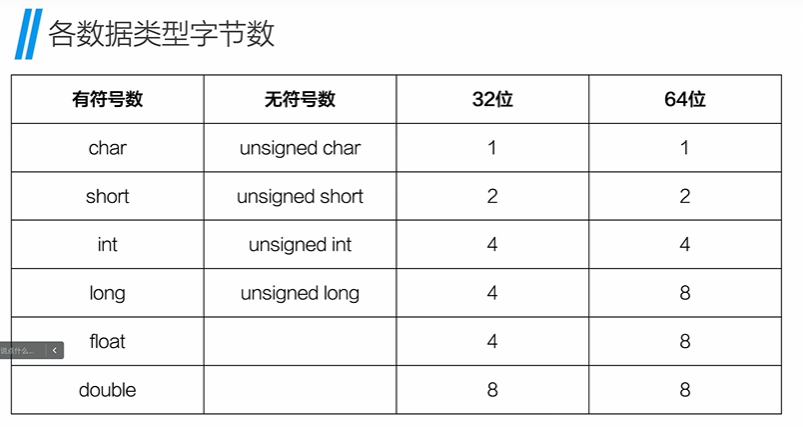 各数据类型字节数
有符号数 无符号数 32位 64位
char unsigned char 1 1
short unsigned short 2 2
int unsigned int 4 4
long unsigned long 4 8
float 4 8
说点什么...
double 8 8